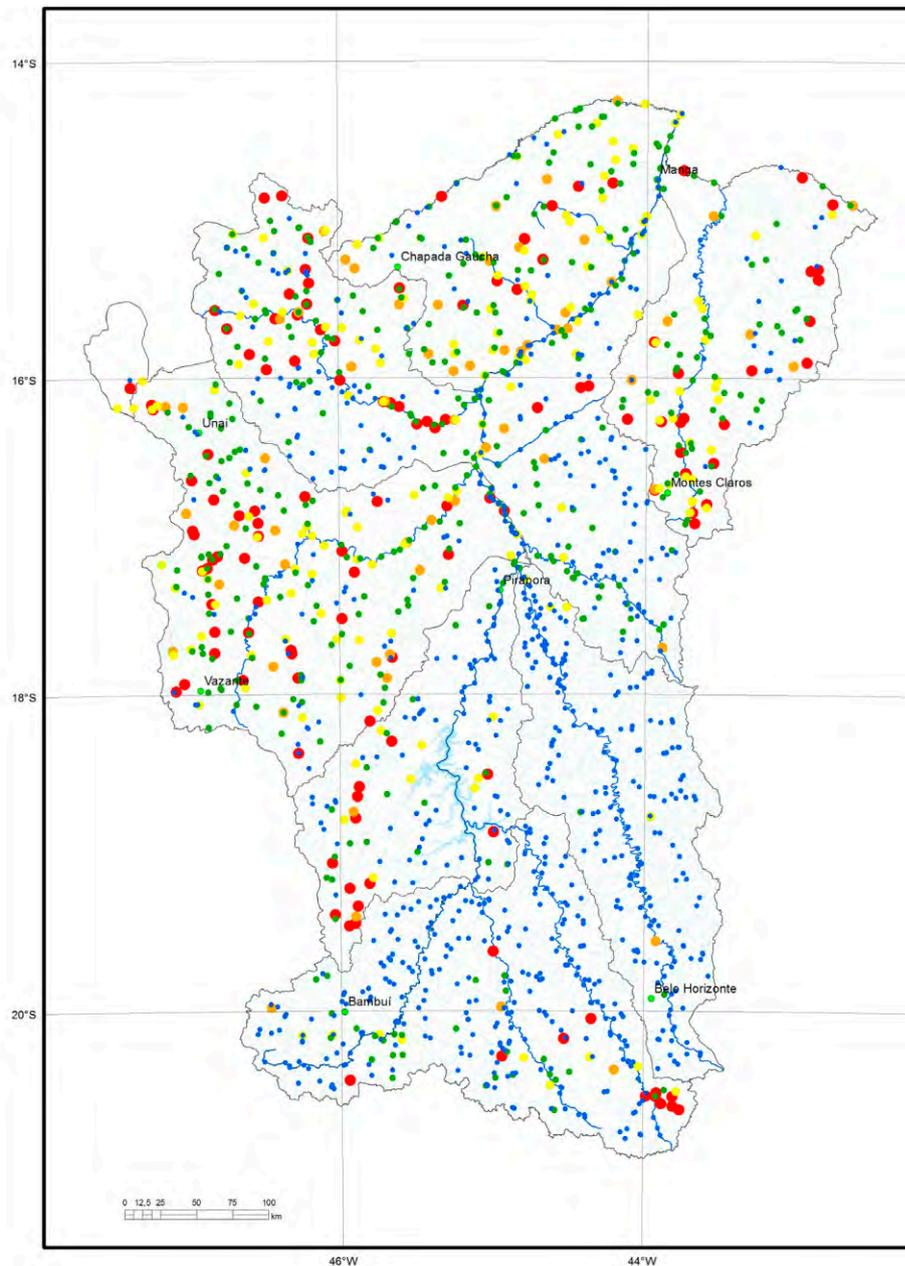 14°S
Manga
Chapada Gaúcha
16°S
Unaí
Montes Claros
Pirapora
18°S
Vazante
Belo Horizonte
20°S
Bambuí
0 12,5 25 50 75 100
km
46°W 44°W